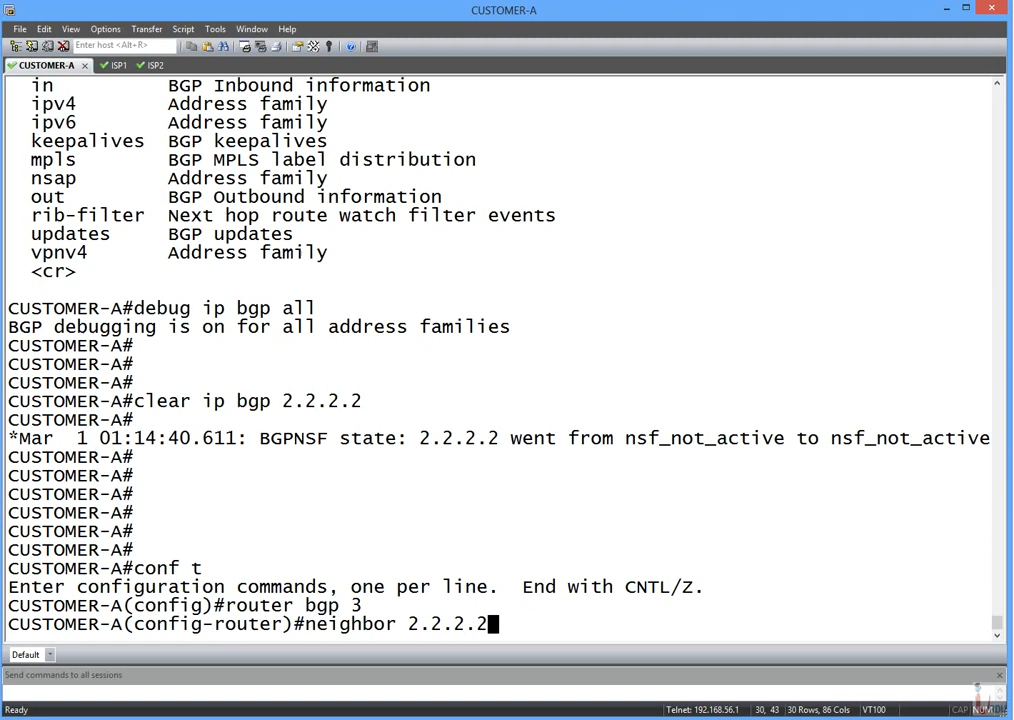 CUSTOMER-A
File Edit View Options Transfer Script Tools Window Help
Enter host <Alt+R>
CUSTOMER-A ISP1 ISP2
in BGP Inbound information
ipv4 Address family
ipv6 Address family
keepalives BGP keepalives
mpls BGP MPLS label distribution
nsap Address family
out BGP Outbound information
rib-filter Next hop route watch filter events
updates BGP updates
vpnv4 Address family
<cr>
CUSTOMER-A#debug ip bgp all
BGP debugging is on for all address families
CUSTOMER-A#
CUSTOMER-A#
CUSTOMER-A#
CUSTOMER-A#clear ip bgp 2.2.2.2
CUSTOMER-A#
*Mar 1 01:14:40.611: BGPNSF state: 2.2.2.2 went from nsf_not_active to nsf_not_active
CUSTOMER-A#
CUSTOMER-A#
CUSTOMER-A#
CUSTOMER-A#
CUSTOMER-A#
CUSTOMER-A#
CUSTOMER-A#conf t
Enter configuration commands, one per line. End with CNTL/Z.
CUSTOMER-A(config)#router bgp 3
CUSTOMER-A(config-router)#neighbor 2.2.2.2
Default
Send commands to all sessions
Ready Telnet: 192.168.56.1 30, 43 30 Rows, 86 Cols VT100 CAP NUM